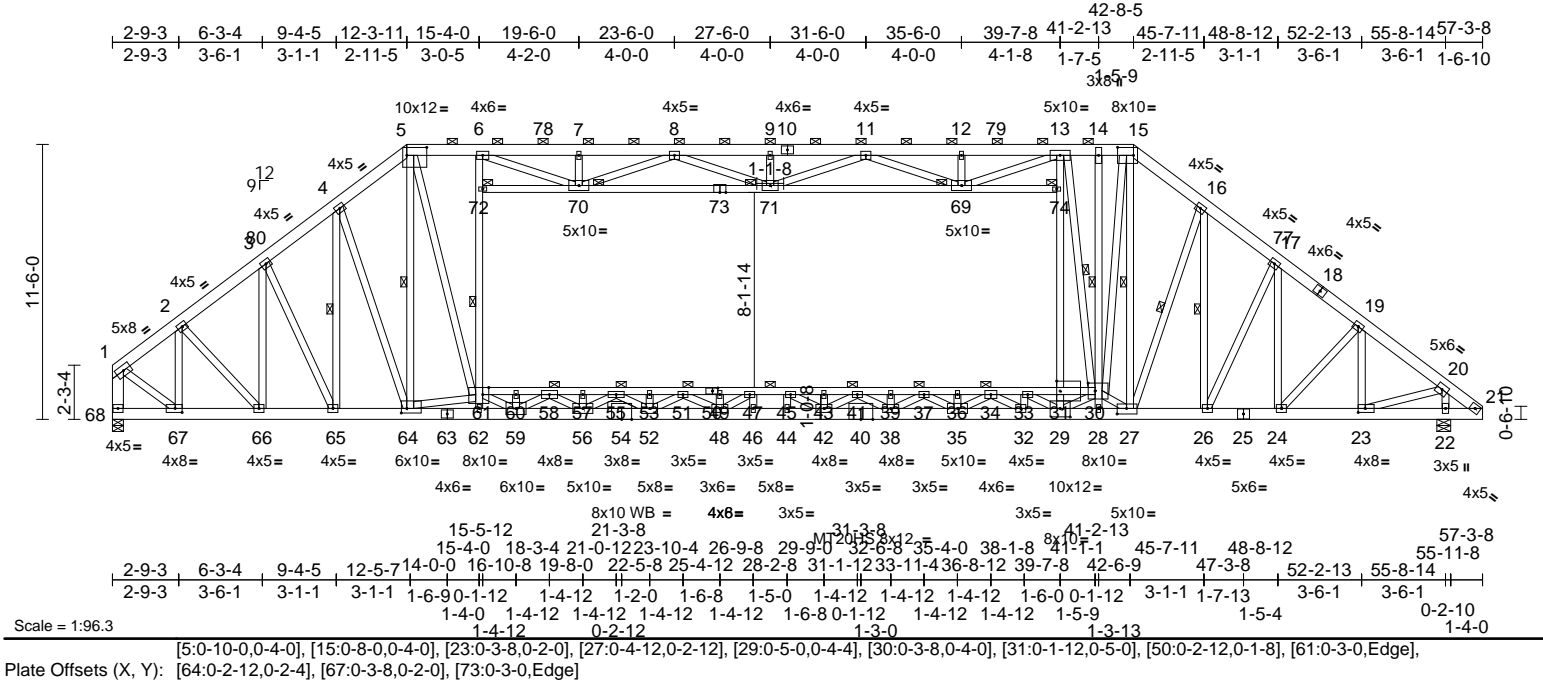 42-8-5
2-9-3 6-3-4 9-4-5 12-3-11 15-4-0 19-6-0 23-6-0 27-6-0 31-6-0 35-6-0 39-7-8 41-2-13 45-7-11 48-8-12 52-2-13 55-8-14 57-3-8
2-9-3 3-6-1 3-1-1 2-11-5 3-0-5 4-2-0 4-0-0 4-0-0 4-0-0 4-0-0 4-1-8 1-7-5 2-11-5 3-1-1 3-6-1 3-6-1 1-6-10
1-5-9
3x8 II
10x12 = 4x6 = 4x5 = 4x6 = 4x5 = 5x10 = 8x10 =
5 6 78 7 8 9 10 11 12 79 13 14 15
4x5 4x5
12
9
4 1-1-8 16
4x5 72 70 73 71 69 74 4x5 4x5
3 80 5x10 = 5x10 = 77 17 4x6
18
4x5
2 19
11-6-0
8-1-14
5x8 5x6
1 20
2-3-4
1-0-8
0-6-10
68 61 60 58 57 55 53 51 50 49 47 45 43 41 39 37 36 34 33 31 30 21
67 66 65 64 63 62 59 56 54 52 48 46 44 42 40 38 35 32 29 28 27 26 25 24 23 22
4x5 = 4x8 = 4x5 = 4x5 = 6x10 = 8x10 = 4x8 = 3x8 = 3x5 = 3x5 = 4x8 = 4x8 = 5x10 = 4x5 = 8x10 = 4x5 = 4x5 = 4x8 = 3x5 II
4x6 = 6x10 = 5x10 = 5x8 = 3x6 = 5x8 = 3x5 = 3x5 = 4x6 = 10x12 = 5x6 = 4x5
8x10 WB = 3x5 = 3x5 = 5x10 =
15-5-12 21-3-8 31-3-8 41-2-13
MT20HS 8x12 = 8x10 =
57-3-8
15-4-0 18-3-4 21-0-12 23-10-4 26-9-8 29-9-0 32-6-8 35-4-0 38-1-8 41-1-1 45-7-11 48-8-12 55-11-8
2-9-3 6-3-4 9-4-5 12-5-7 14-0-0 16-10-8 19-8-0 22-5-8 25-4-12 28-2-8 31-1-12 33-11-4 36-8-12 39-7-8 42-6-9 47-3-8 52-2-13 55-8-14
2-9-3 3-6-1 3-1-1 3-1-1 1-6-9 0-1-12 1-4-12 1-2-0 1-6-8 1-5-0 1-4-12 1-4-12 1-4-12 1-6-0 0-1-12 3-1-1 1-7-13 3-6-1 3-6-1
1-4-0 1-4-12 1-4-12 1-4-12 1-4-12 1-6-8 0-1-12 1-4-12 1-4-12 1-5-9 1-5-4 0-2-10
1-4-12 0-2-12 1-3-0 1-3-13 1-4-0
Scale = 1:96.3
[5:0-10-0,0-4-0], [15:0-8-0,0-4-0], [23:0-3-8,0-2-0], [27:0-4-12,0-2-12], [29:0-5-0,0-4-4], [30:0-3-8,0-4-0], [31:0-1-12,0-5-0], [50:0-2-12,0-1-8], [61:0-3-0,Edge],
Plate Offsets (X, Y): [64:0-2-12,0-2-4], [67:0-3-8,0-2-0], [73:0-3-0,Edge]